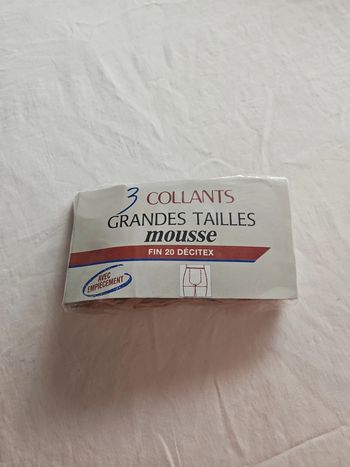 3 COLLANTS
GRANDES TAILLES
mousse
FIN 20 DÉCITEX
AVEC
EMPIÈCEMENT